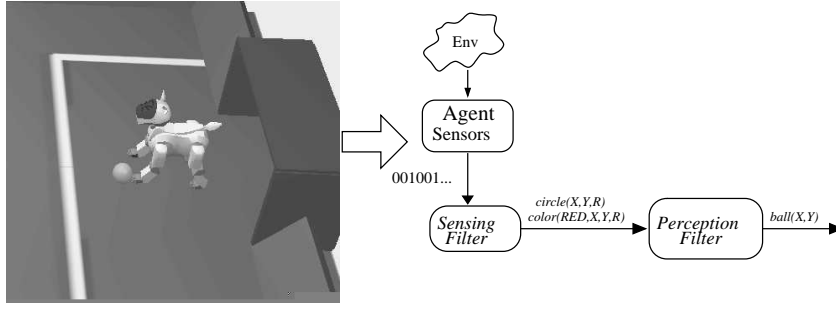 Env
Agent
Sensors
001001...
circle(X,Y,R)
color(RED,X,Y,R)
Sensing
Filter
Perception
Filter
ball(X,Y)